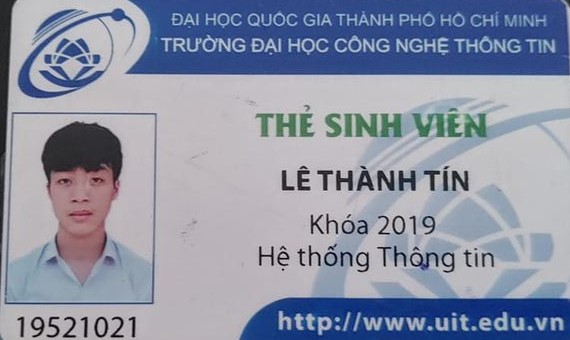 ĐẠI HỌC QUỐC GIA THÀNH PHỐ HỒ CHÍ MINH
TRƯỜNG ĐẠI HỌC CÔNG NGHỆ THÔNG TIN
THẺ SINH VIÊN
LÊ THÀNH TÍN
Khóa 2019
Hệ thống Thông tin
19521021
http://www.uit.edu.vn